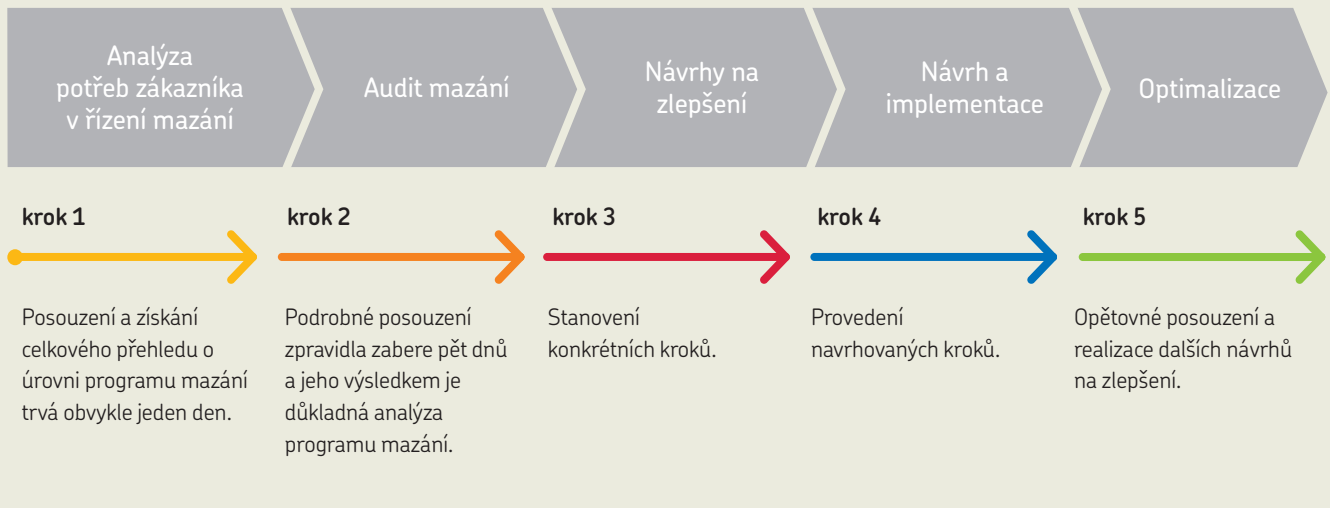 Analýza
potřeb zákazníka
v řízení mazání
Audit mazání
Návrhy na
zlepšení
Návrh a
implementace
Optimalizace
krok 1
krok 2
krok 3
krok 4
krok 5
Posouzení a získání
celkového přehledu o
úrovni programu mazání
trvá obvykle jeden den.
Podrobné posouzení
zpravidla zabere pět dnů
a jeho výsledkem je
důkladná analýza
programu mazání.
Stanovení
konkrétních kroků.
Provedení
navrhovaných kroků.
Opětovné posouzení a
realizace dalších návrhů
na zlepšení.